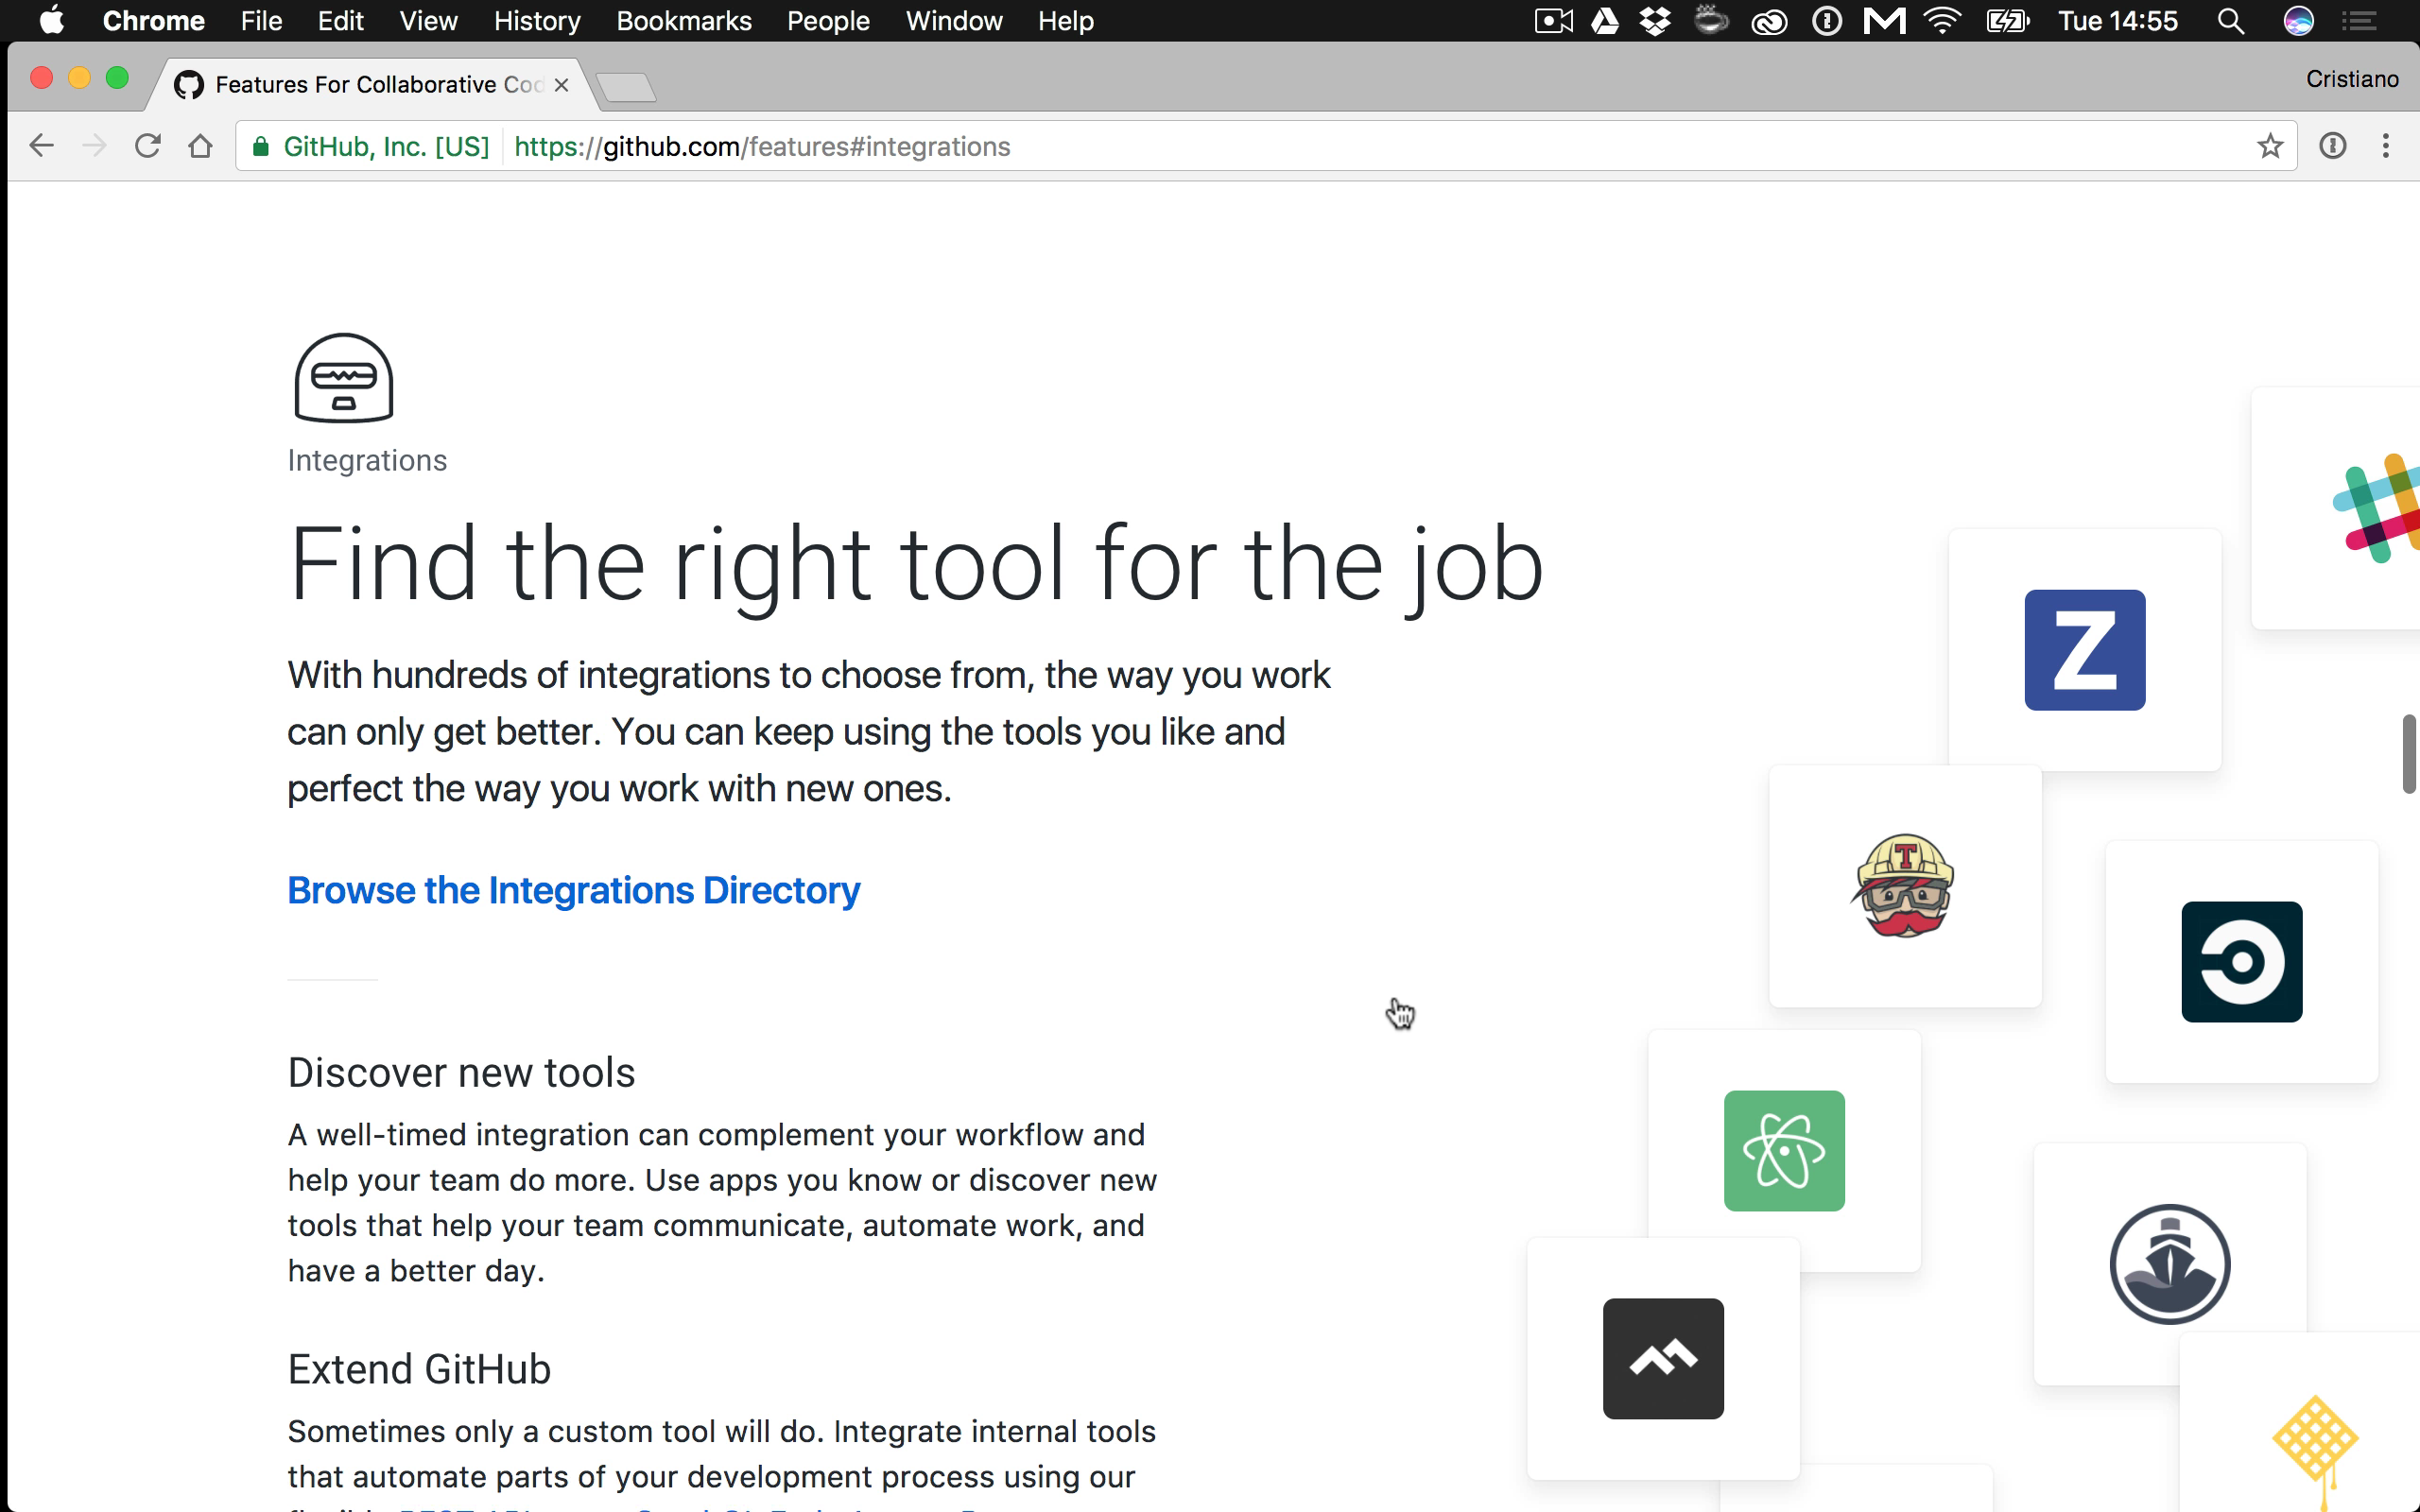 Chrome File Edit View History Bookmarks People Window Help Tue 14:55
Features For Collaborative Cod
Cristiano
GitHub, Inc. [US] https://github.com/features#integrations
Integrations
Find the right tool for the job
With hundreds of integrations to choose from, the way you work
can only get better. You can keep using the tools you like and
perfect the way you work with new ones.
Z
T
Browse the Integrations Directory
Discover new tools
A well-timed integration can complement your workflow and
help your team do more. Use apps you know or discover new
tools that help your team communicate, automate work, and
have a better day.
Extend GitHub
Sometimes only a custom tool will do. Integrate internal tools
that automate parts of your development process using our